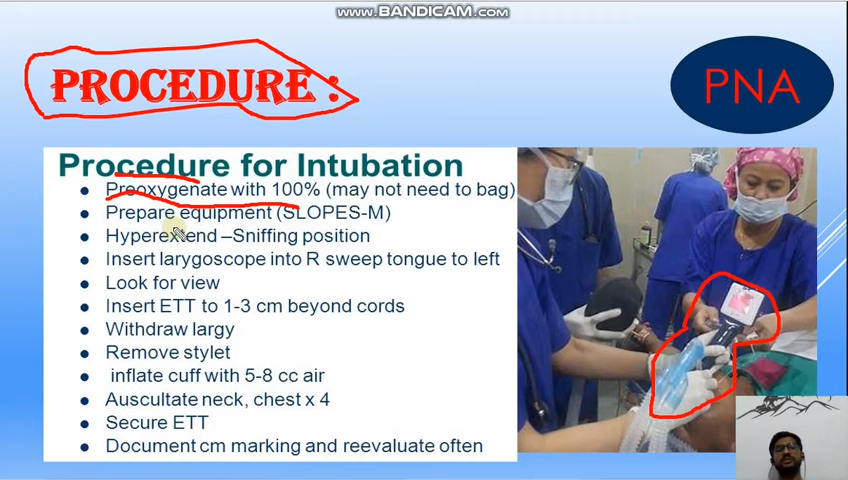 www.BANDICAM.com
PROCEDURE :
PNA
Procedure for Intubation
Preoxygenate with 100% (may not need to bag)
Prepare equipment (SLOPES-M)
Hyperextend –Sniffing position
Insert larygoscope into R sweep tongue to left
Look for view
Insert ETT to 1-3 cm beyond cords
Withdraw largy
Remove stylet
inflate cuff with 5-8 cc air
Auscultate neck, chest x 4
Secure ETT
Document cm marking and reevaluate often